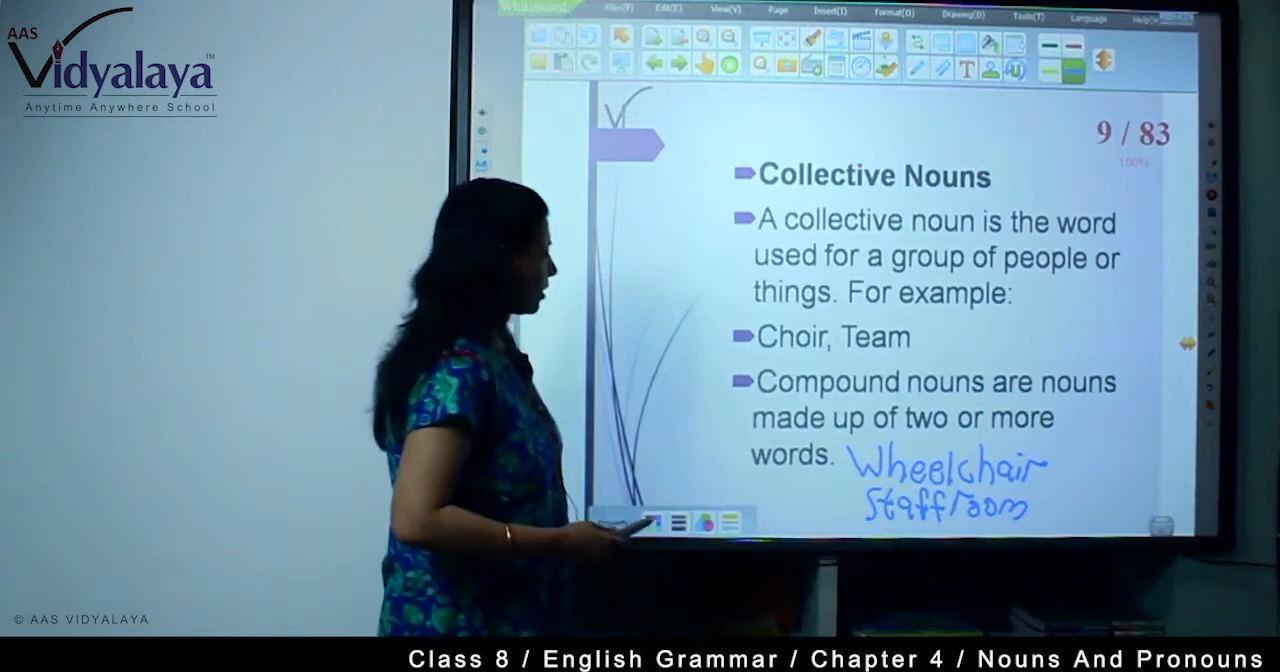 AAS
Vidyalaya™
Anytime Anywhere School
Whiteboard
Files(F) Edit(E) View(V) Page Insert(I) Format(O) Drawing(D) Tools(T) Language
9 / 83
100%
Collective Nouns
A collective noun is the word
used for a group of people or
things. For example:
Choir, Team
Compound nouns are nouns
made up of two or more
words. Wheelchair
Staffroom
© AAS VIDYALAYA
Class 8 / English Grammar / Chapter 4 / Nouns And Pronouns